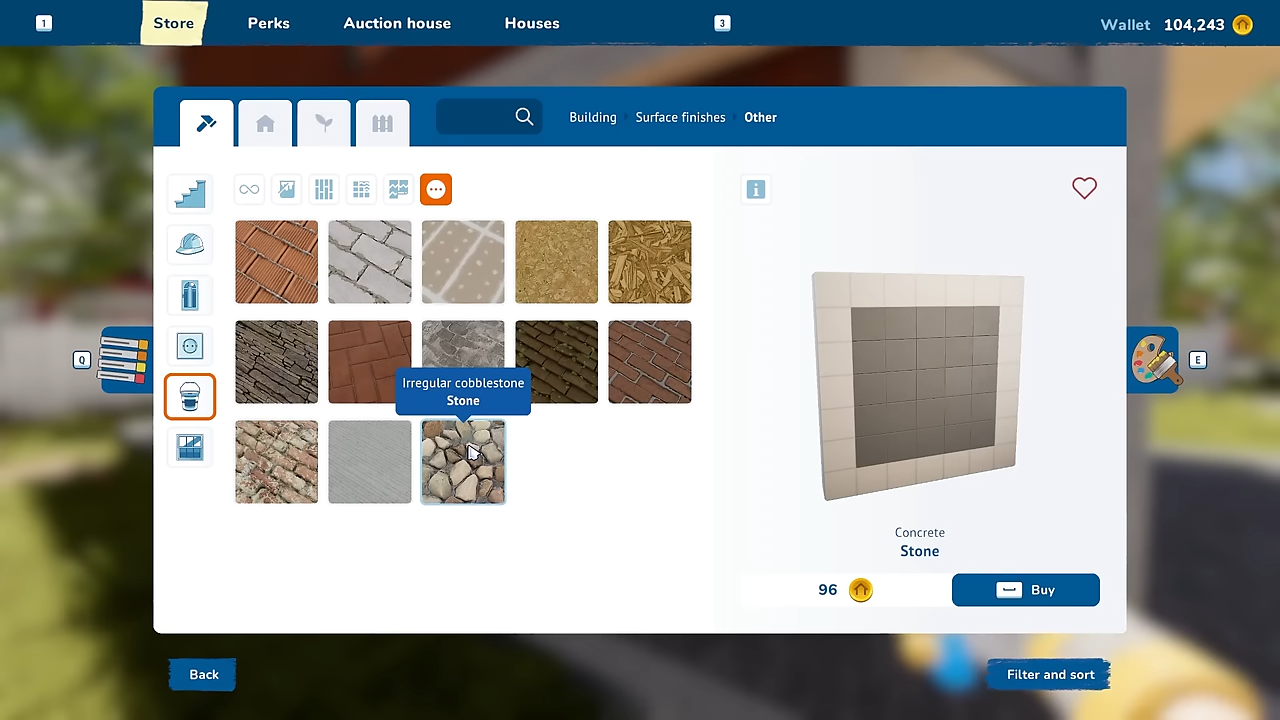 1
Store
Perks
Auction house
Houses
3
Wallet 104,243
Building
Surface finishes
Other
Q
E
Irregular cobblestone
Stone
Concrete
Stone
96
Buy
Back
Filter and sort